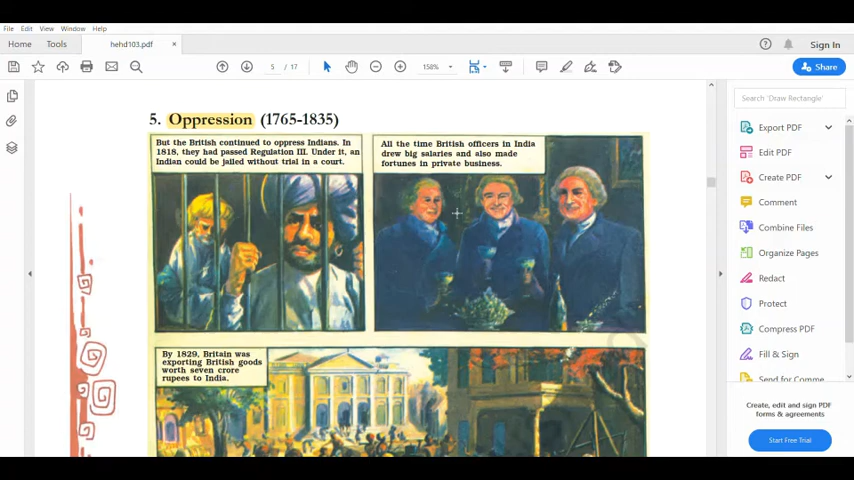 File Edit View Window Help
Home Tools hehd103.pdf × Sign In
5 / 17 158% Share
5. Oppression (1765-1835)
But the British continued to oppress Indians. In
1818, they had passed Regulation III. Under it, an
Indian could be jailed without trial in a court.
All the time British officers in India
drew big salaries and also made
fortunes in private business.
By 1829, Britain was
exporting British goods
worth seven crore
rupees to India.
Search 'Draw Rectangle'
Export PDF
Edit PDF
Create PDF
Comment
Combine Files
Organize Pages
Redact
Protect
Compress PDF
Fill & Sign
Send for Comme
Create, edit and sign PDF
forms & agreements
Start Free Trial